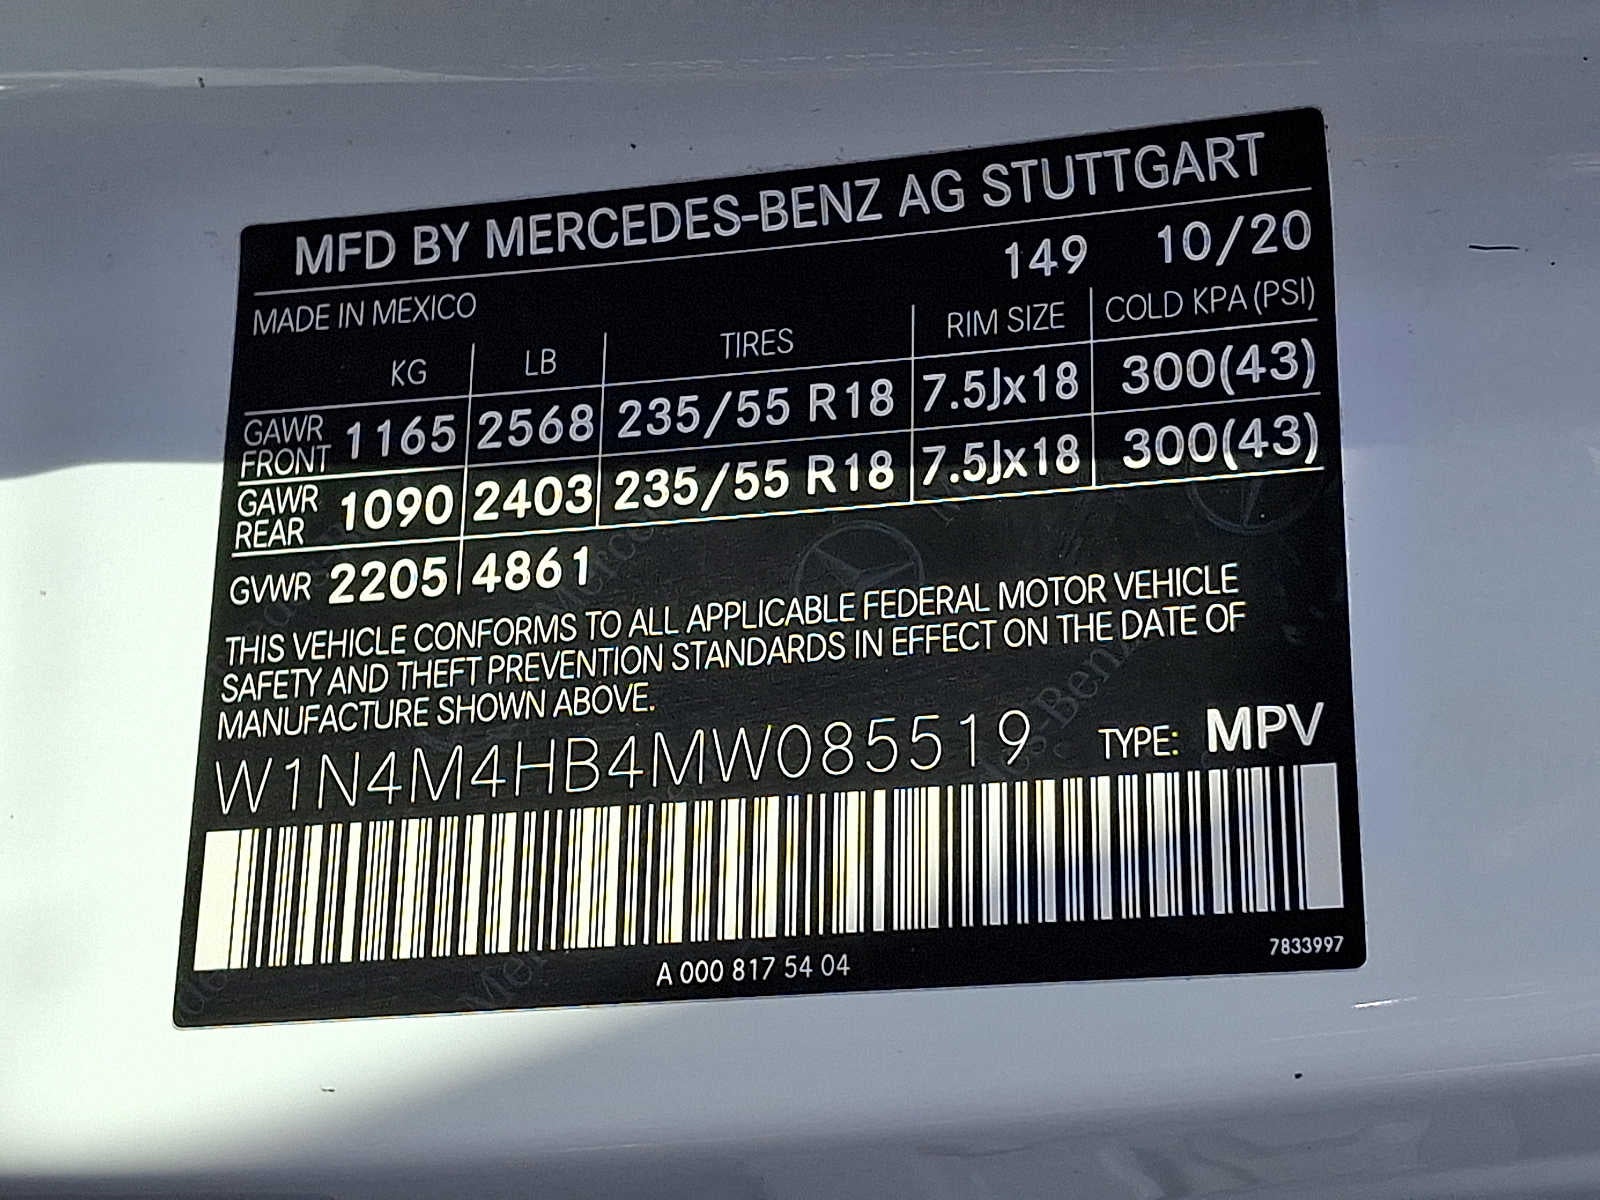 MFD BY MERCEDES-BENZ AG STUTTGART
149 10/20
MADE IN MEXICO
KG LB TIRES RIM SIZE COLD KPA (PSI)
GAWR FRONT 1165 2568 235/55 R18 7.5Jx18 300(43)
GAWR REAR 1090 2403 235/55 R18 7.5Jx18 300(43)
GVWR 2205 4861
THIS VEHICLE CONFORMS TO ALL APPLICABLE FEDERAL MOTOR VEHICLE
SAFETY AND THEFT PREVENTION STANDARDS IN EFFECT ON THE DATE OF
MANUFACTURE SHOWN ABOVE.
W1N4M4HB4MW085519 TYPE: MPV
A 000 817 54 04
7833997